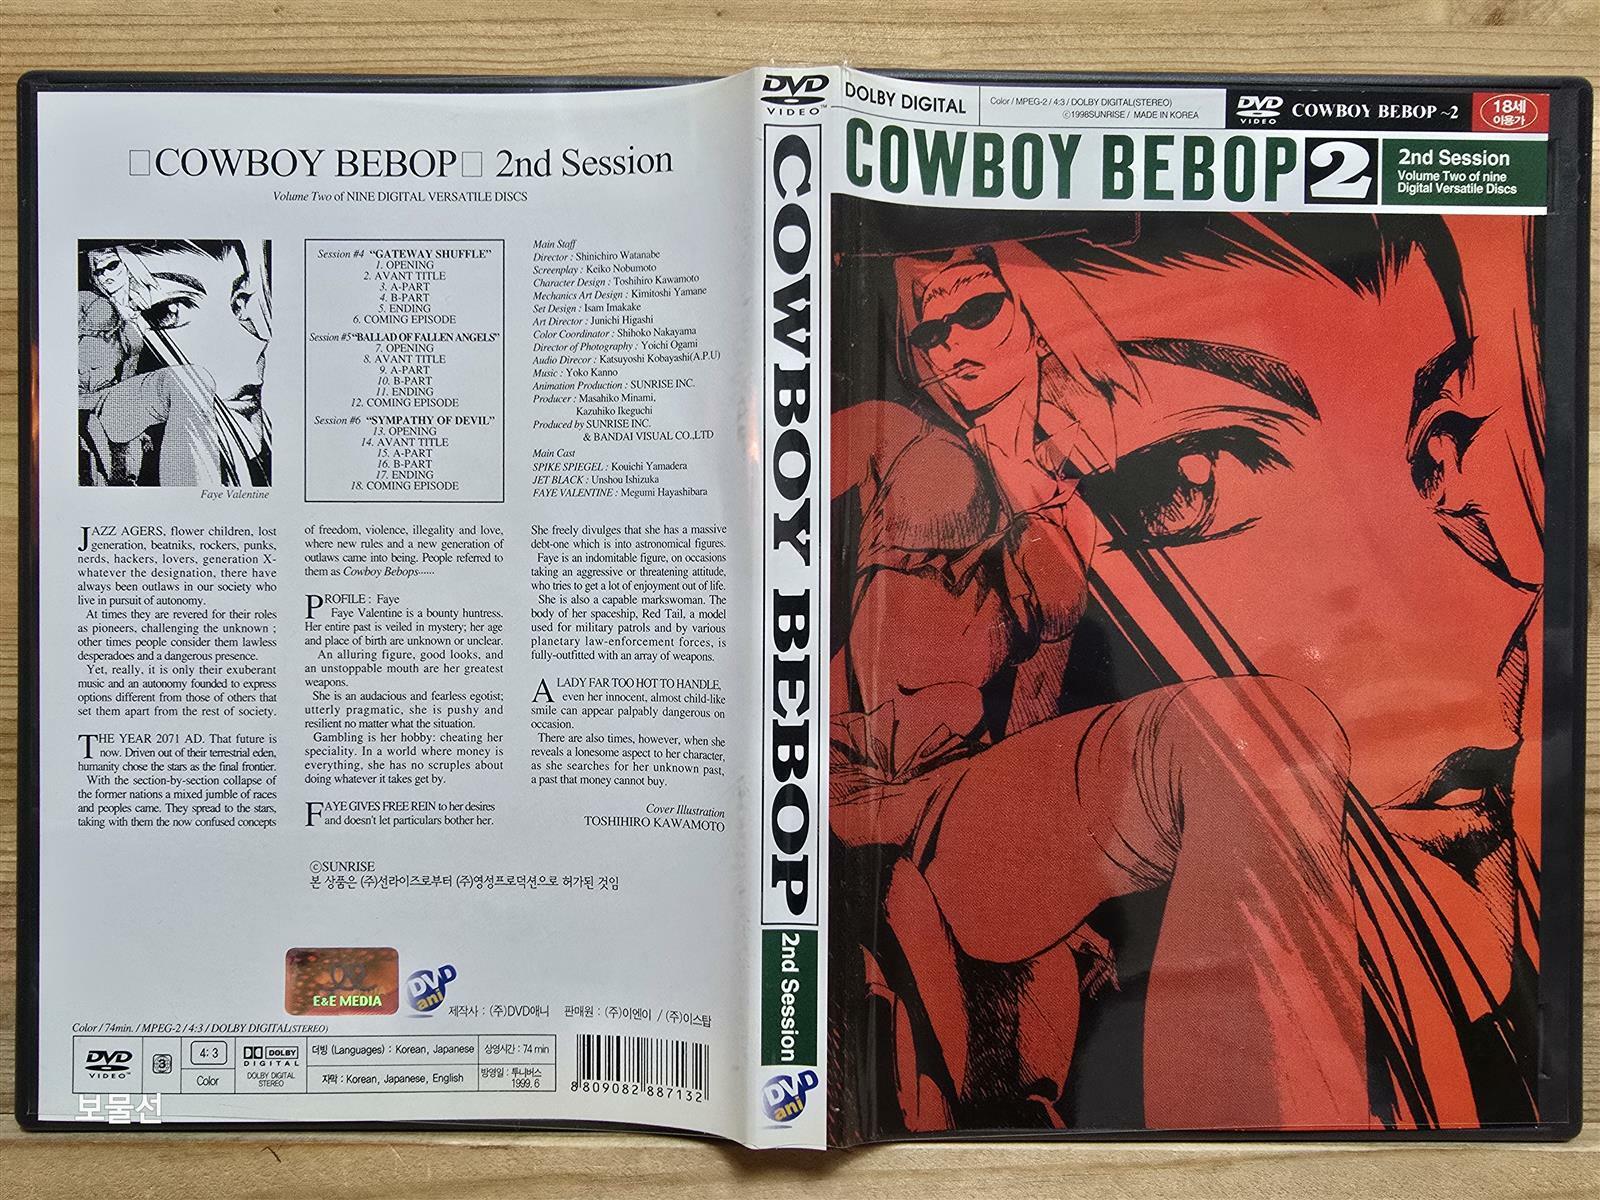 □COWBOY BEBOP□ 2nd Session
Volume Two of NINE DIGITAL VERSATILE DISCS
Faye Valentine
Session #4 “GATEWAY SHUFFLE”
1. OPENING
2. AVANT TITLE
3. A-PART
4. B-PART
5. ENDING
6. COMING EPISODE
Session #5 “BALLAD OF FALLEN ANGELS”
7. OPENING
8. AVANT TITLE
9. A-PART
10. B-PART
11. ENDING
12. COMING EPISODE
Session #6 “SYMPATHY OF DEVIL”
13. OPENING
14. AVANT TITLE
15. A-PART
16. B-PART
17. ENDING
18. COMING EPISODE
Main Staff
Director : Shinichiro Watanabe
Screenplay : Keiko Nobumoto
Character Design : Toshihiro Kawamoto
Mechanics Art Design : Kimitoshi Yamane
Set Design : Isam Imakake
Art Director : Junichi Higashi
Color Coordinator : Shihoko Nakayama
Director of Photography : Yoichi Ogami
Audio Direcor : Katsuyoshi Kobayashi(A.P.U)
Music : Yoko Kanno
Animation Production : SUNRISE INC.
Producer : Masahiko Minami,
Kazuhiko Ikeguchi
Produced by SUNRISE INC.
& BANDAI VISUAL CO.,LTD
Main Cast
SPIKE SPIEGEL : Kouichi Yamadera
JET BLACK : Unshou Ishizuka
FAYE VALENTINE : Megumi Hayashibara
JAZZ AGERS, flower children, lost
generation, beatniks, rockers, punks,
nerds, hackers, lovers, generation X-
whatever the designation, there have
always been outlaws in our society who
live in pursuit of autonomy.
At times they are revered for their roles
as pioneers, challenging the unknown ;
other times people consider them lawless
desperadoes and a dangerous presence.
Yet, really, it is only their exuberant
music and an autonomy founded to express
options different from those of others that
set them apart from the rest of society.
THE YEAR 2071 AD. That future is
now. Driven out of their terrestrial eden,
humanity chose the stars as the final frontier.
With the section-by-section collapse of
the former nations a mixed jumble of races
and peoples came. They spread to the stars,
taking with them the now confused concepts
of freedom, violence, illegality and love,
where new rules and a new generation of
outlaws came into being. People referred to
them as Cowboy Bebops······
PROFILE : Faye
Faye Valentine is a bounty huntress.
Her entire past is veiled in mystery; her age
and place of birth are unknown or unclear.
An alluring figure, good looks, and
an unstoppable mouth are her greatest
weapons.
She is an audacious and fearless egotist;
utterly pragmatic, she is pushy and
resilient no matter what the situation.
Gambling is her hobby: cheating her
speciality. In a world where money is
everything, she has no scruples about
doing whatever it takes get by.
FAYE GIVES FREE REIN to her desires
and doesn't let particulars bother her.
She freely divulges that she has a massive
debt-one which is into astronomical figures.
Faye is an indomitable figure, on occasions
taking an aggressive or threatening attitude,
who tries to get a lot of enjoyment out of life.
She is also a capable markswoman. The
body of her spaceship, Red Tail, a model
used for military patrols and by various
planetary law-enforcement forces, is
fully-outfitted with an array of weapons.
A LADY FAR TOO HOT TO HANDLE,
even her innocent, almost child-like
smile can appear palpably dangerous on
occasion.
There are also times, however, when she
reveals a lonesome aspect to her character,
as she searches for her unknown past,
a past that money cannot buy.
Cover Illustration
TOSHIHIRO KAWAMOTO
ⓒSUNRISE
본 상품은 (주)선라이즈로부터 (주)영성프로덕션으로 허가된 것임
E&E MEDIA
DVD ani
제작사 : (주)DVD애니 판매원 : (주)이엔이 / (주)이스탑
Color / 74min. / MPEG-2 / 4:3 / DOLBY DIGITAL(STEREO)
DVD VIDEO
3
4:3
Color
DOLBY DIGITAL
DOLBY DIGITAL STEREO
더빙 (Languages) : Korean, Japanese
자막 : Korean, Japanese, English
상영시간 : 74 min
방영일 : 투니버스
1999. 6
8 809082 887132
보물선
DVD VIDEO
COWBOY BEBOP
2nd Session
DVD ani
DOLBY DIGITAL
Color / MPEG-2 / 4:3 / DOLBY DIGITAL(STEREO)
ⓒ1998SUNRISE / MADE IN KOREA
DVD VIDEO
COWBOY BEBOP ~2
18세
이용가
COWBOY BEBOP 2
2nd Session
Volume Two of nine
Digital Versatile Discs